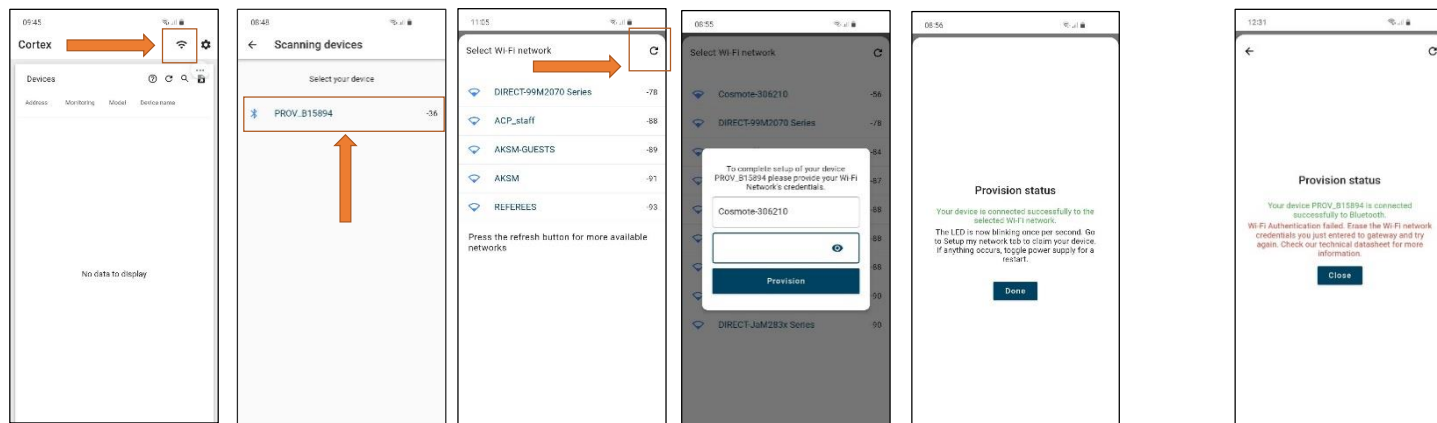 09:45
Cortex
Devices
Address Monitoring Model Device name
No data to display
08:48
Scanning devices
Select your device
PROV_B15894 -36
11:05
Select Wi-Fi network
DIRECT-99M2070 Series -78
ACP_staff -88
AKSM-GUESTS -89
AKSM -91
REFEREES -93
Press the refresh button for more available
networks
08:55
Select Wi-Fi network
Cosmote-306210 -56
DIRECT-99M2070 Series -78
-84
-87
-88
-88
-88
-90
DIRECT-JaM283x Series 90
To complete setup of your device
PROV_B15894 please provide your Wi-Fi
Network's credentials.
Cosmote-306210
Provision
08:56
Provision status
Your device is connected successfully to the
selected Wi-Fi network.
The LED is now blinking once per second. Go
to Setup my network tab to claim your device.
If anything occurs, toggle power supply for a
restart.
Done
12:31
Provision status
Your device PROV_B15894 is connected
successfully to Bluetooth.
Wi-Fi Authentication failed. Erase the Wi-Fi network
credentials you just entered to gateway and try
again. Check our technical datasheet for more
information.
Close